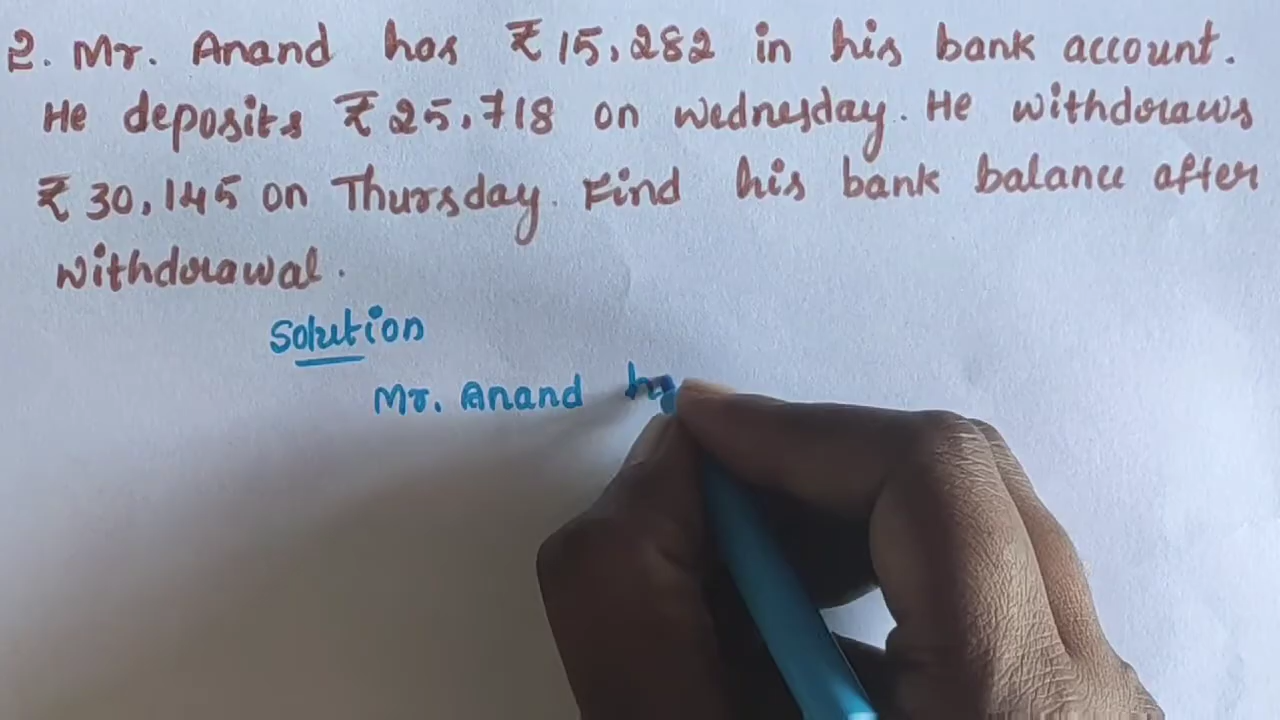 2. Mr. Anand has ₹ 15,282 in his bank account.
He deposits ₹ 25,718 on Wednesday. He withdraws
₹ 30,145 on Thursday. Find his bank balance after
withdrawal.
Solution
Mr. Anand